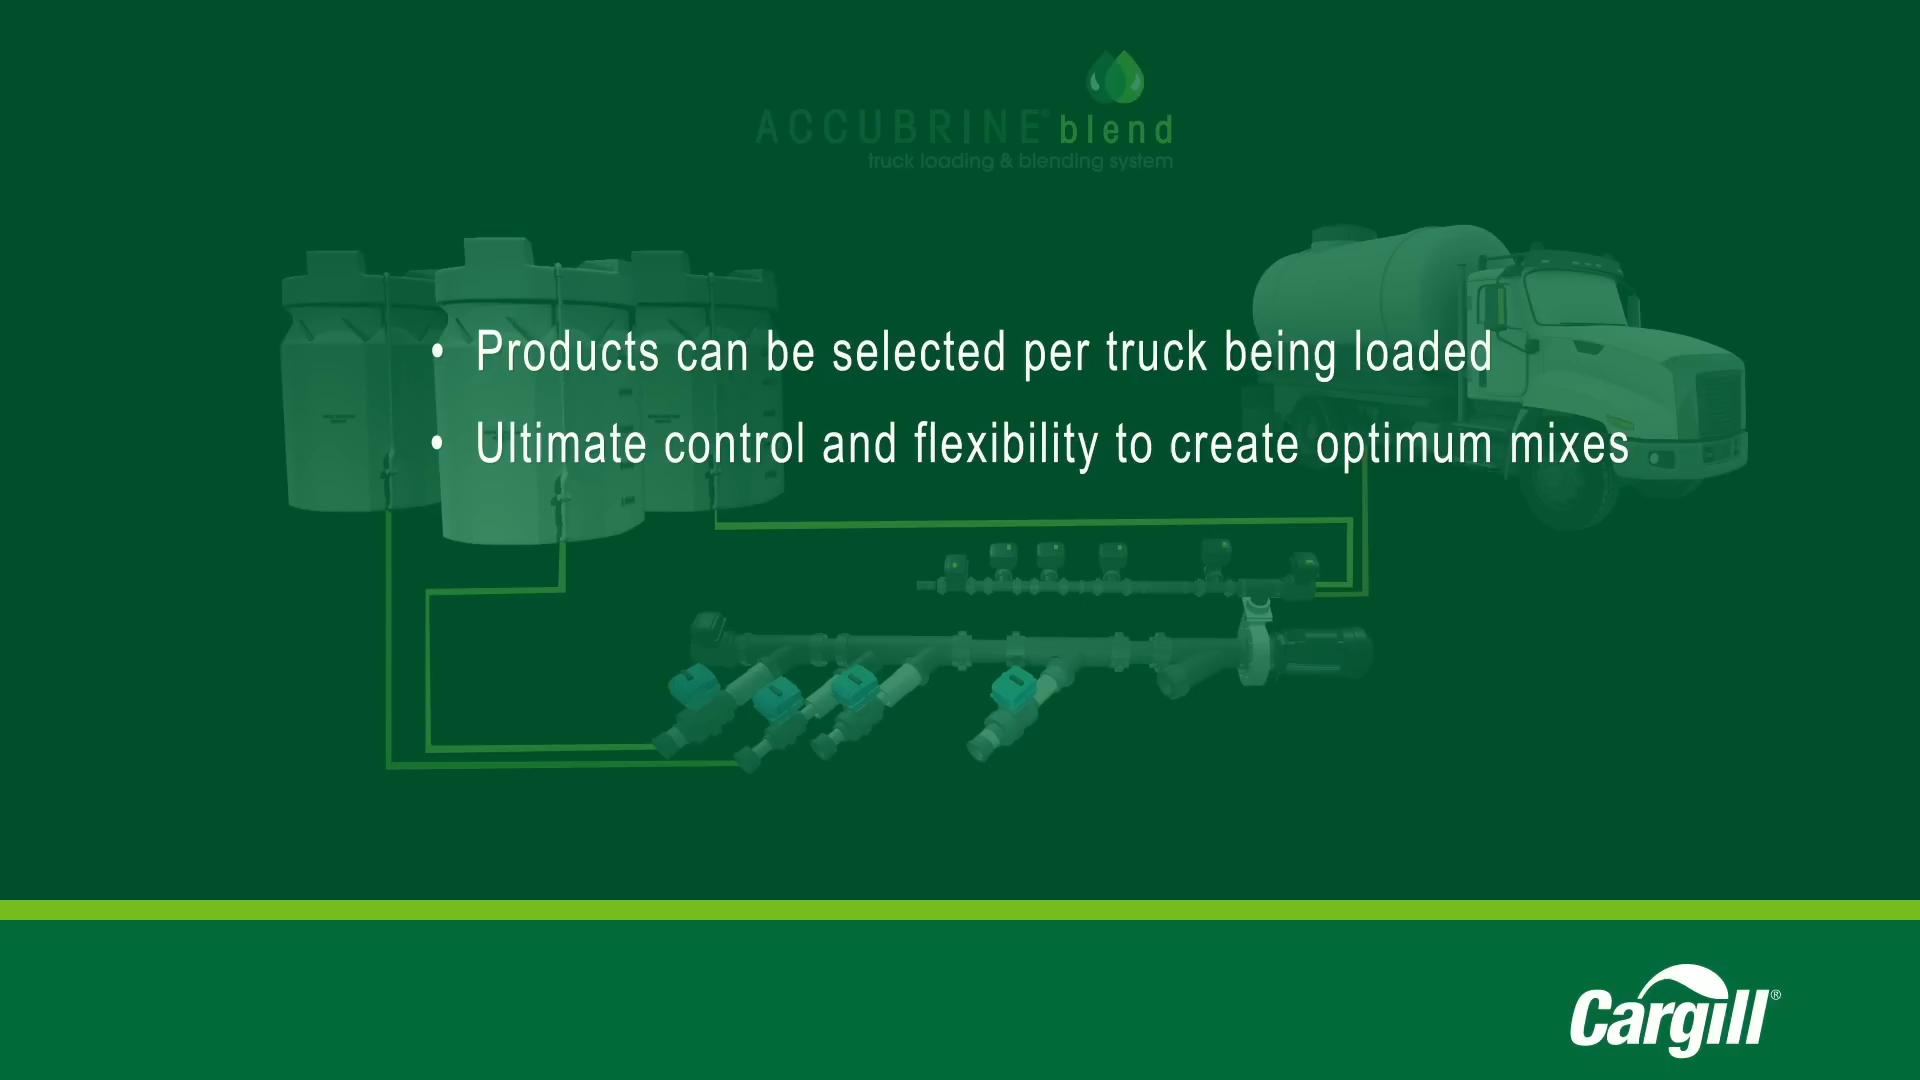 ACCUBRINE® blend
truck loading & blending system
• Products can be selected per truck being loaded
• Ultimate control and flexibility to create optimum mixes
Cargill®